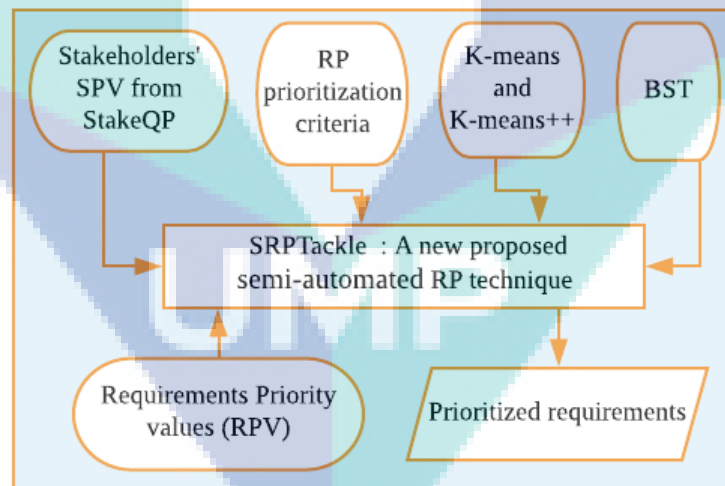 Stakeholders'
SPV from
StakeQP
RP
prioritization
criteria
K-means
and
K-means++
BST
SRPTackle : A new proposed
semi-automated RP technique
UMP
Requirements Priority
values (RPV)
Prioritized requirements